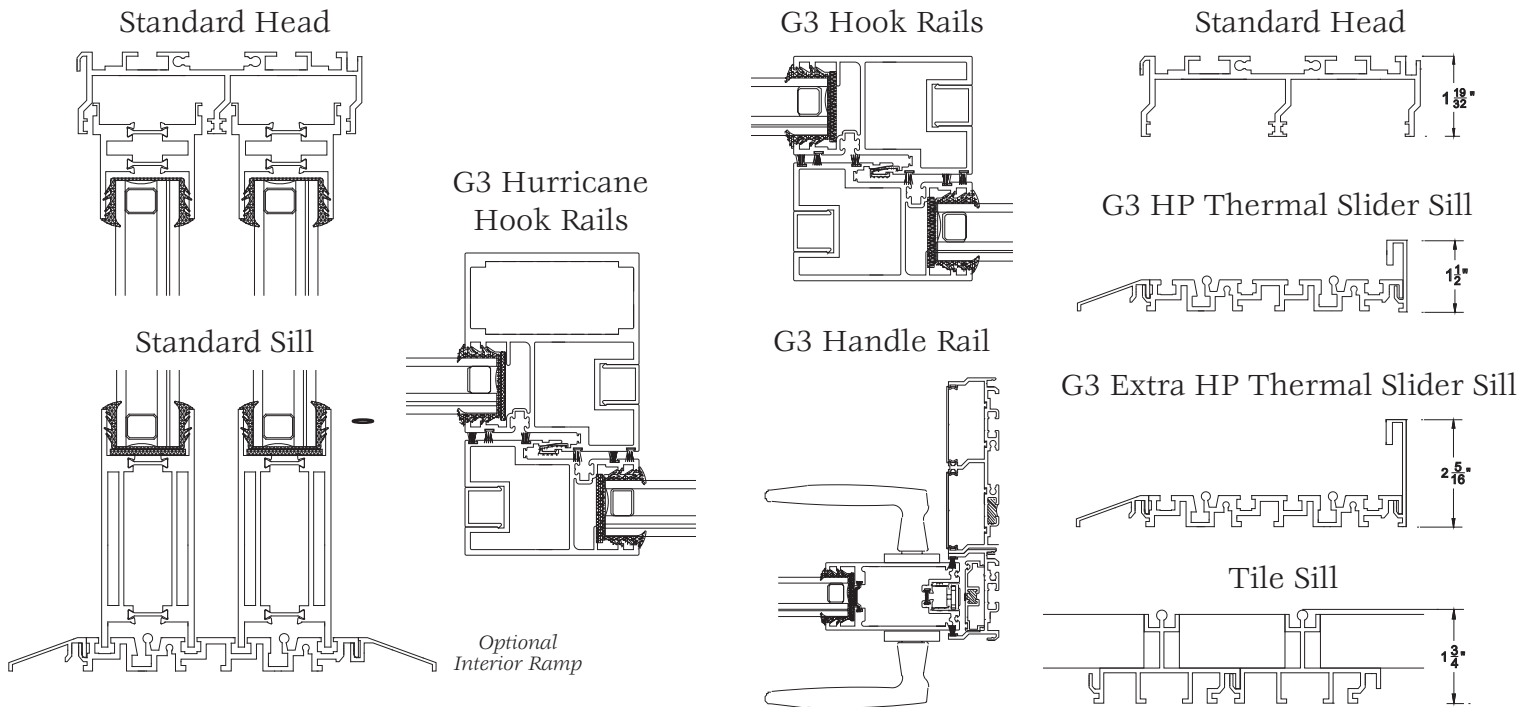 Standard Head
Standard Sill
G3 Hurricane
Hook Rails
Optional
Interior Ramp
G3 Hook Rails
G3 Handle Rail
Standard Head
1 19/32"
G3 HP Thermal Slider Sill
1 1/2"
G3 Extra HP Thermal Slider Sill
2 5/16"
Tile Sill
1 3/4"